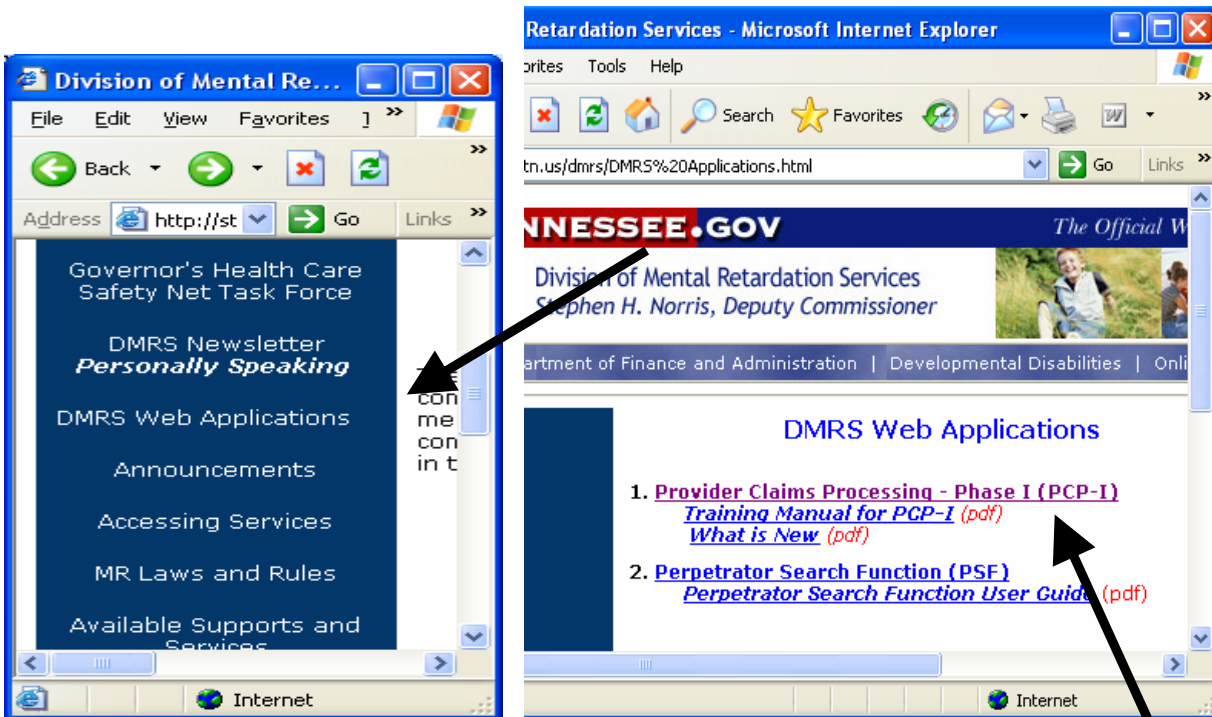 Division of Mental Re...
File Edit View Favorites »
Back »
Address http://st Go Links »
Governor's Health Care
Safety Net Task Force
DMRS Newsletter
Personally Speaking
DMRS Web Applications
Announcements
Accessing Services
MR Laws and Rules
Available Supports and
Services
con
me
con
in t
Internet
Retardation Services - Microsoft Internet Explorer
orites Tools Help
Search Favorites »
tn.us/dmrs/DMRS%20Applications.html Go Links »
NNESSEE.GOV The Official W
Division of Mental Retardation Services
Stephen H. Norris, Deputy Commissioner
artment of Finance and Administration | Developmental Disabilities | Onli
DMRS Web Applications
1. Provider Claims Processing - Phase I (PCP-I)
Training Manual for PCP-I (pdf)
What is New (pdf)
2. Perpetrator Search Function (PSF)
Perpetrator Search Function User Guide (pdf)
Internet